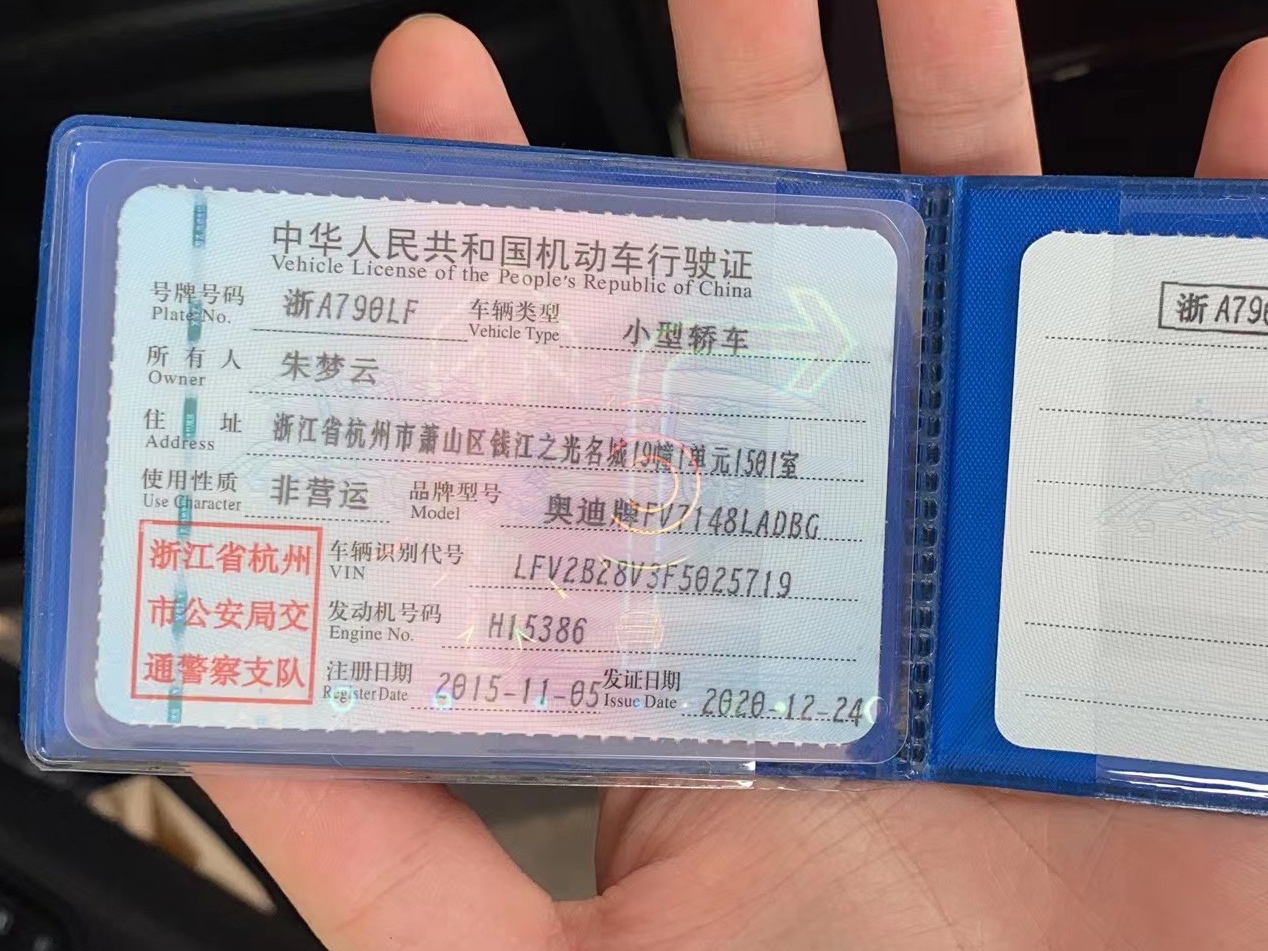 中华人民共和国机动车行驶证
Vehicle License of the People's Republic of China
号牌号码 浙A790LF 车辆类型 小型轿车
Plate No. Vehicle Type
所有人 朱梦云
Owner
住址 浙江省杭州市萧山区钱江之光名城19幢1单元1501室
Address
使用性质 非营运 品牌型号 奥迪牌FV7148LADBG
Use Character Model
车辆识别代号 LFV2B28V3F5025719
VIN
发动机号码 H15386
Engine No.
注册日期 2015-11-05 发证日期 2020-12-24
Register Date Issue Date
浙江省杭州
市公安局交
通警察支队
浙A790